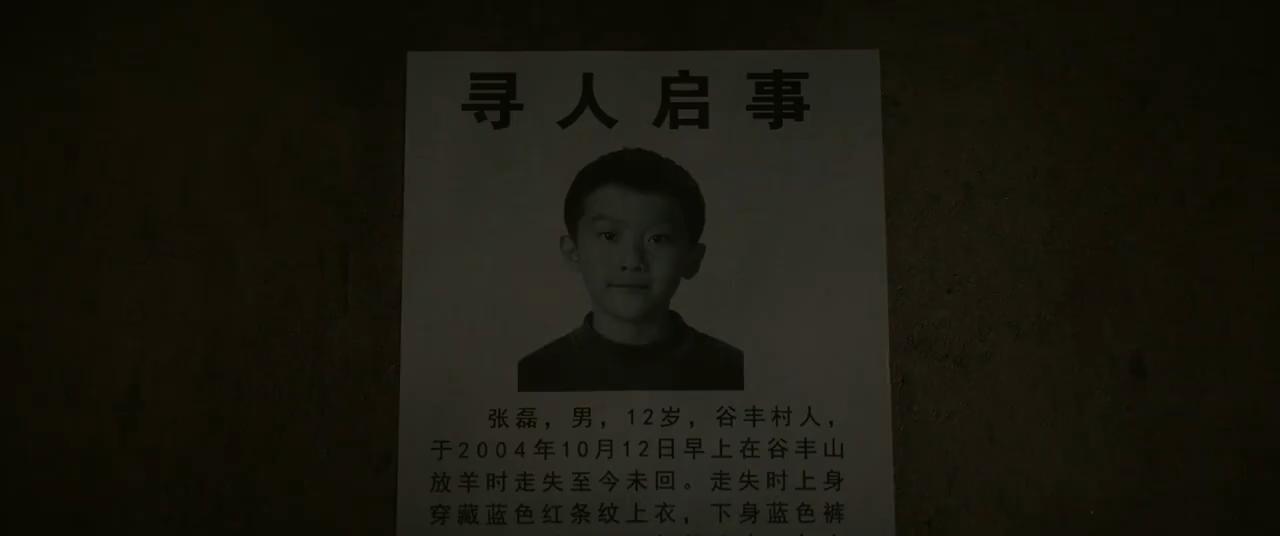 寻人启事
张磊，男，12岁，谷丰村人，
于2004年10月12日早上在谷丰山
放羊时走失至今未回。走失时上身
穿藏蓝色红条纹上衣，下身蓝色裤